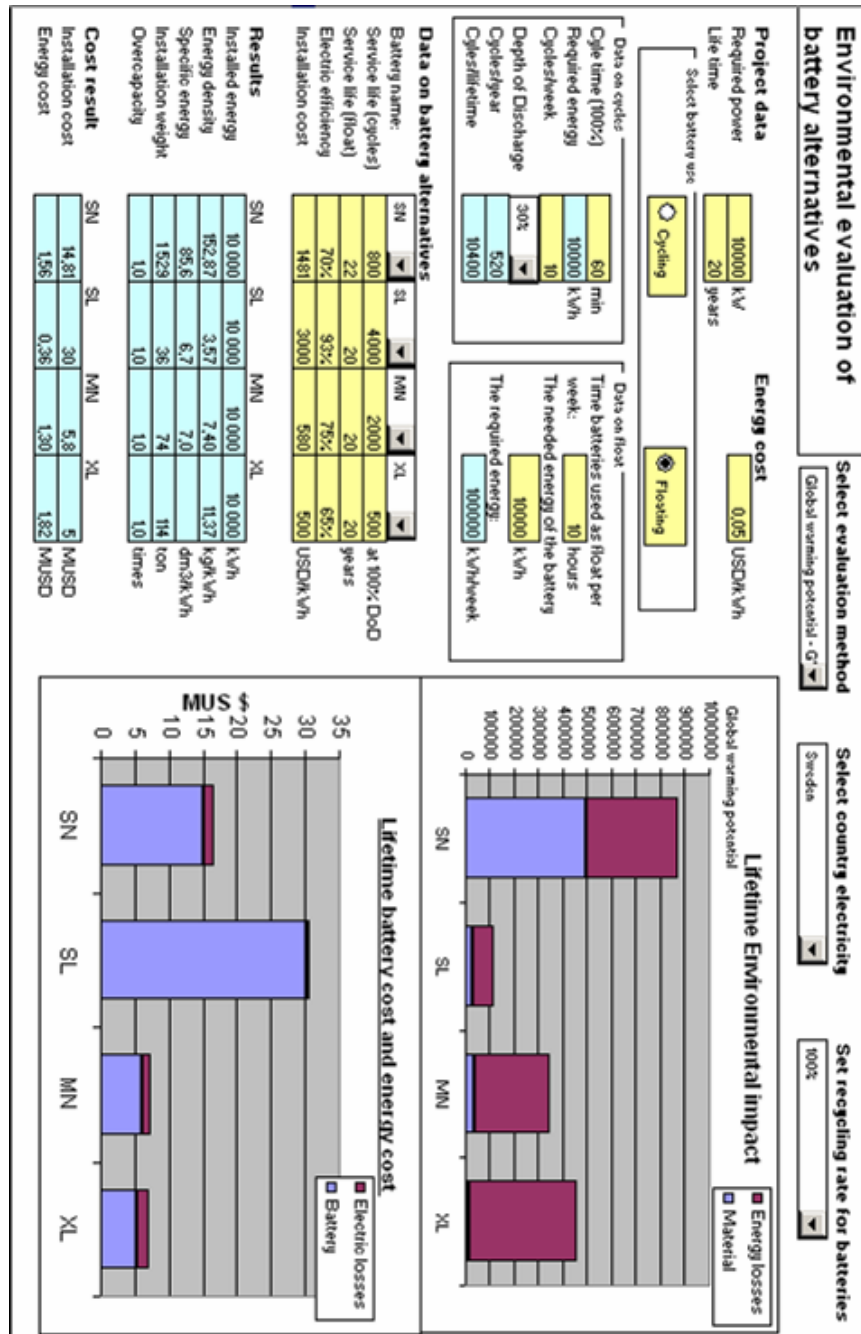 Environmental evaluation of
battery alternatives
Select evaluation method
Select country electricity
Set recycling rate for batteries
Global warming potential - G
Sweden
100%
Project data
Required power 10000 kW
Life time 20 years
Energy cost
0,05 USD/kWh
Select battery use
Cycling
Floating
Data on cycles
Cyle time (100%) 60 min
Required energy 10000 kWh
Cycles/week 10
Depth of Discharge 30%
Cycles/year 520
Cyles/lifetime 10400
Data on float
Time batteries used as float per
week: 10 hours
The needed energy of the battery
10000 kWh
The required energy:
100000 kWh/week
Data on battery alternatives
Battery name: SN SL MN XL
Service life (cycles) 800 4000 2000 500 at 100% DoD
Service life (float) 22 20 20 20 years
Electric efficiency 70% 93% 75% 65%
Installation cost 1481 3000 580 500 USD/kWh
Results SN SL MN XL
Installed energy 10 000 10 000 10 000 10 000 kWh
Energy density 152,87 3,57 7,40 11,37 kg/kWh
Specific energy 85,6 6,7 7,0 dm3/kWh
Installation weight 1529 36 74 114 ton
Overcapacity 1,0 1,0 1,0 1,0 times
Cost result SN SL MN XL
Installation cost 14,81 30 5,8 5 MUSD
Energy cost 1,56 0,36 1,30 1,82 MUSD
Lifetime Environmental impact
Global warming potential
10000000
9000000
8000000
7000000
6000000
5000000
4000000
3000000
2000000
1000000
0
SN SL MN XL
Energy losses
Material
Lifetime battery cost and energy cost
MUS $
35
30
25
20
15
10
5
0
SN SL MN XL
Electric losses
Battery